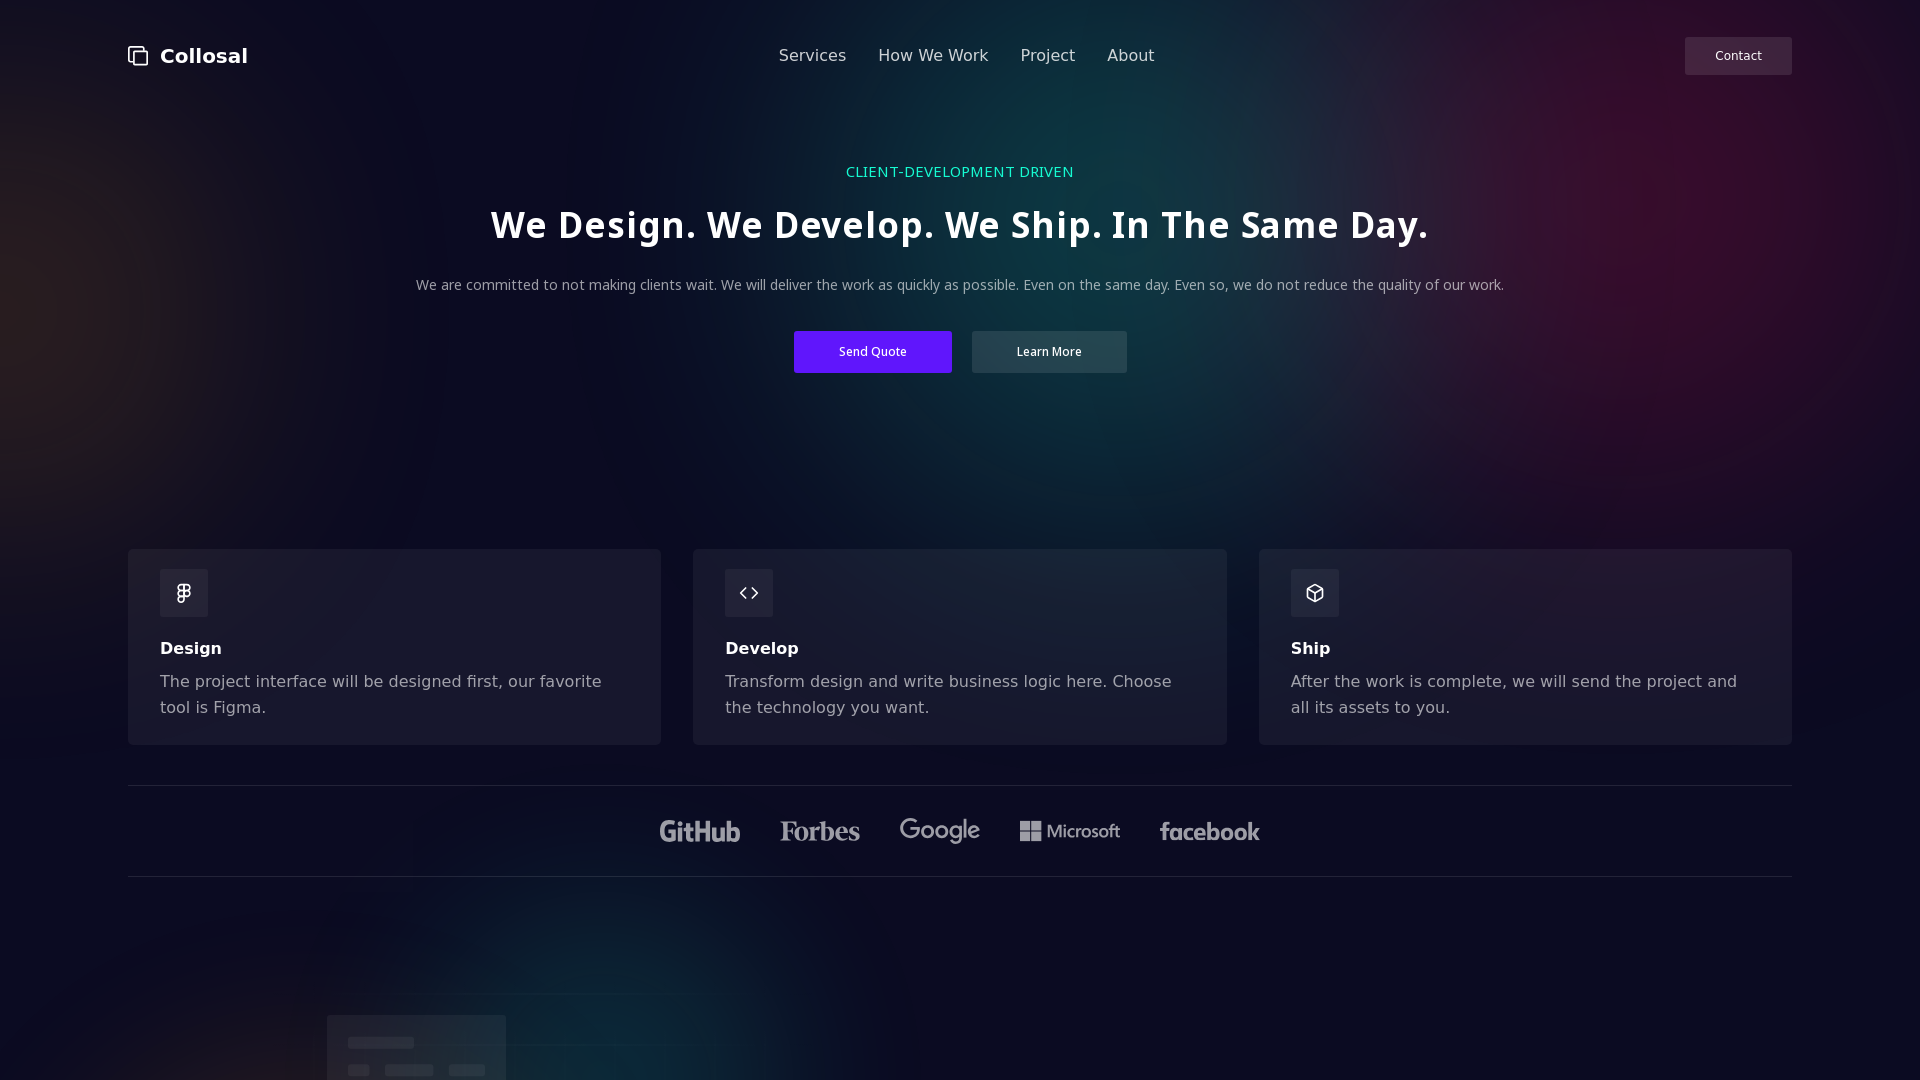 Collosal
Services
How We Work
Project
About
Contact
CLIENT-DEVELOPMENT DRIVEN
We Design. We Develop. We Ship. In The Same Day.
We are committed to not making clients wait. We will deliver the work as quickly as possible. Even on the same day. Even so, we do not reduce the quality of our work.
Send Quote
Learn More
Design
The project interface will be designed first, our favorite
tool is Figma.
Develop
Transform design and write business logic here. Choose
the technology you want.
Ship
After the work is complete, we will send the project and
all its assets to you.
GitHub
Forbes
Google
Microsoft
facebook